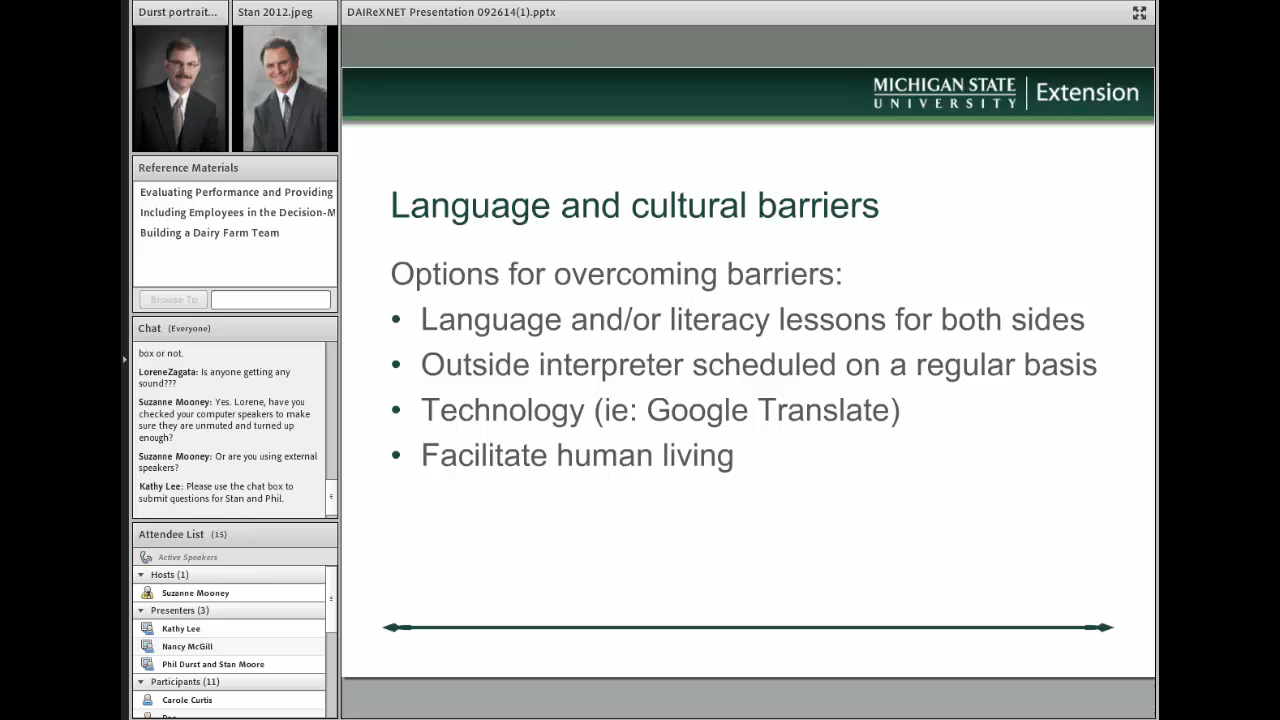 Durst portrait...
Stan 2012.jpeg
DAIReXNET Presentation 092614(1).pptx
Reference Materials
Evaluating Performance and Providing
Including Employees in the Decision-M
Building a Dairy Farm Team
Browse To
Chat (Everyone)
box or not.
LoreneZagata: Is anyone getting any
sound???
Suzanne Mooney: Yes. Lorene, have you
checked your computer speakers to make
sure they are unmuted and turned up
enough?
Suzanne Mooney: Or are you using external
speakers?
Kathy Lee: Please use the chat box to
submit questions for Stan and Phil.
Attendee List (15)
Active Speakers
Hosts (1)
Suzanne Mooney
Presenters (3)
Kathy Lee
Nancy McGill
Phil Durst and Stan Moore
Participants (11)
Carole Curtis
MICHIGAN STATE
UNIVERSITY
Extension
Language and cultural barriers
Options for overcoming barriers:
• Language and/or literacy lessons for both sides
• Outside interpreter scheduled on a regular basis
• Technology (ie: Google Translate)
• Facilitate human living